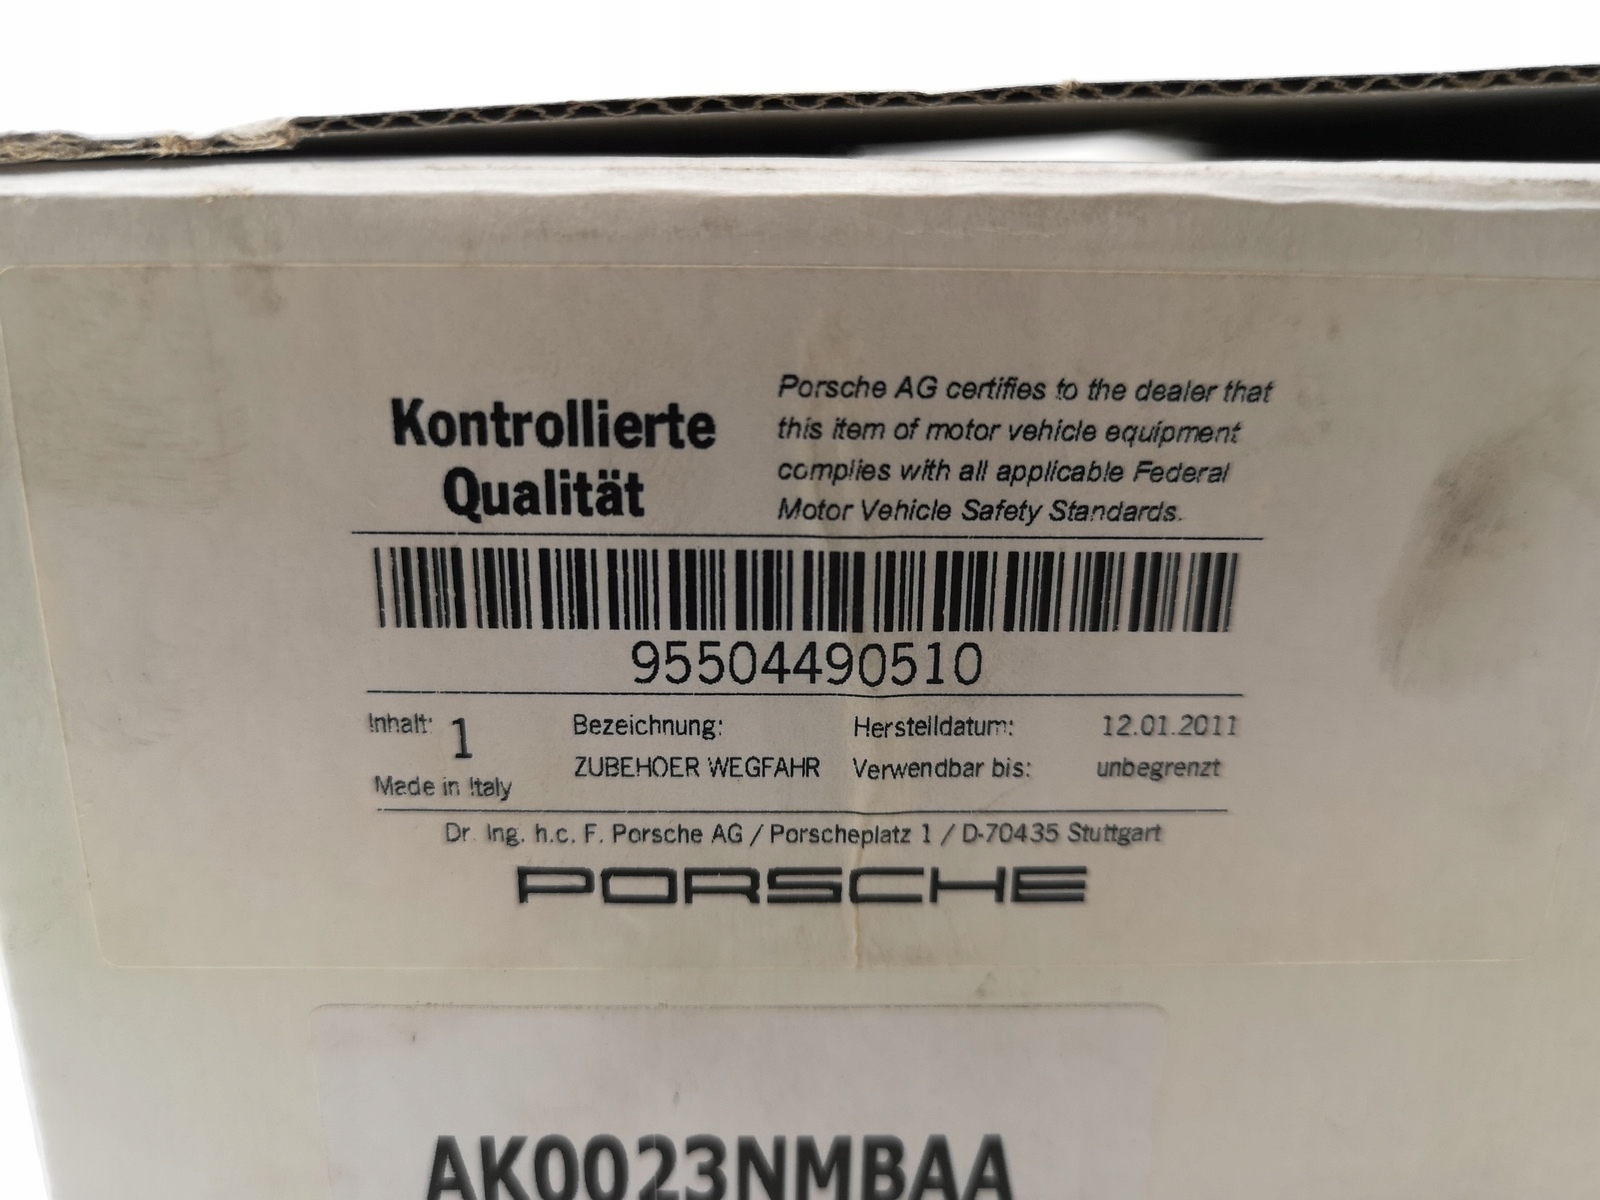 Kontrollierte
Qualität
Porsche AG certifies to the dealer that
this item of motor vehicle equipment
complies with all applicable Federal
Motor Vehicle Safety Standards.
95504490510
Inhalt: 1
Made in Italy
Bezeichnung:
ZUBEHOER WEGFAHR
Herstelldatum: 12.01.2011
Verwendbar bis: unbegrenzt
Dr. Ing. h.c. F. Porsche AG / Porscheplatz 1 / D-70435 Stuttgart
PORSCHE
AK0023NMBAA